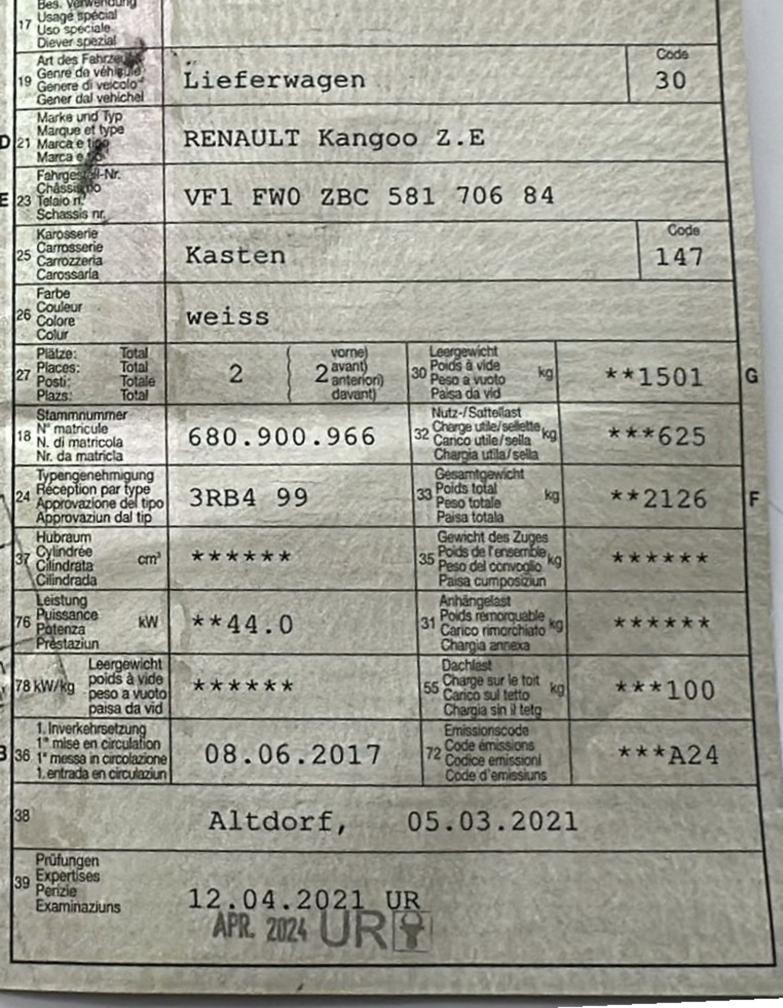 Bes. Verwendung
17 Usage spécial
Uso speciale
Diever spezial
Art des Fahrzeugs
19 Genre de véhicule
Genere di veicolo
Gener dal vehichel
Lieferwagen
Code
30
Marke und Typ
D 21 Marque et type
Marca e tipo
Marca e
RENAULT Kangoo Z.E
Fahrgestell-Nr.
E 23 Châssis no
Telaio n.
Schassis nr.
VF1 FW0 ZBC 581 706 84
Karosserie
25 Carrosserie
Carrozzeria
Carossaria
Kasten
Code
147
Farbe
26 Couleur
Colore
Colur
weiss
27 Plätze: Total
Places: Total
Posti: Totale
Plazs: Total
2
2 vorne)
avant)
anteriori)
davant)
30 Leergewicht
Poids à vide kg
Peso a vuoto
Paisa da vid
**1501 G
18 Stammnummer
N° matricule
N. di matricola
Nr. da matricla
680.900.966
32 Nutz-/Sattellast
Charge utile/sellette kg
Carico utile/sella
Chargia utila/sella
***625
24 Typengenehmigung
Réception par type
Approvazione del tipo
Approvaziun dal tip
3RB4 99
33 Gesamtgewicht
Poids total kg
Peso totale
Paisa totala
**2126 F
37 Hubraum
Cylindrée cm³
Cilindrata
Cilindrada
******
35 Gewicht des Zuges
Poids de l'ensemble kg
Peso del convoglio
Paisa cumposiziun
******
76 Leistung
Puissance kW
Potenza
Prestaziun
**44.0
31 Anhängelast
Poids remorquable kg
Carico rimorchiato
Chargia annexa
******
78 kW/kg Leergewicht
poids à vide
peso a vuoto
paisa da vid
******
55 Dachlast
Charge sur le toit kg
Carico sul tetto
Chargia sin il tetg
***100
B 36 1. Inverkehrsetzung
1re mise en circulation
1a messa in circolazione
1. entrada en circulaziun
08.06.2017
72 Emissionscode
Code émissions
Codice emissioni
Code d'emissiuns
***A24
38
Altdorf, 05.03.2021
39 Prüfungen
Expertises
Perizie
Examinaziuns
12.04.2021 UR
APR. 2024 UR